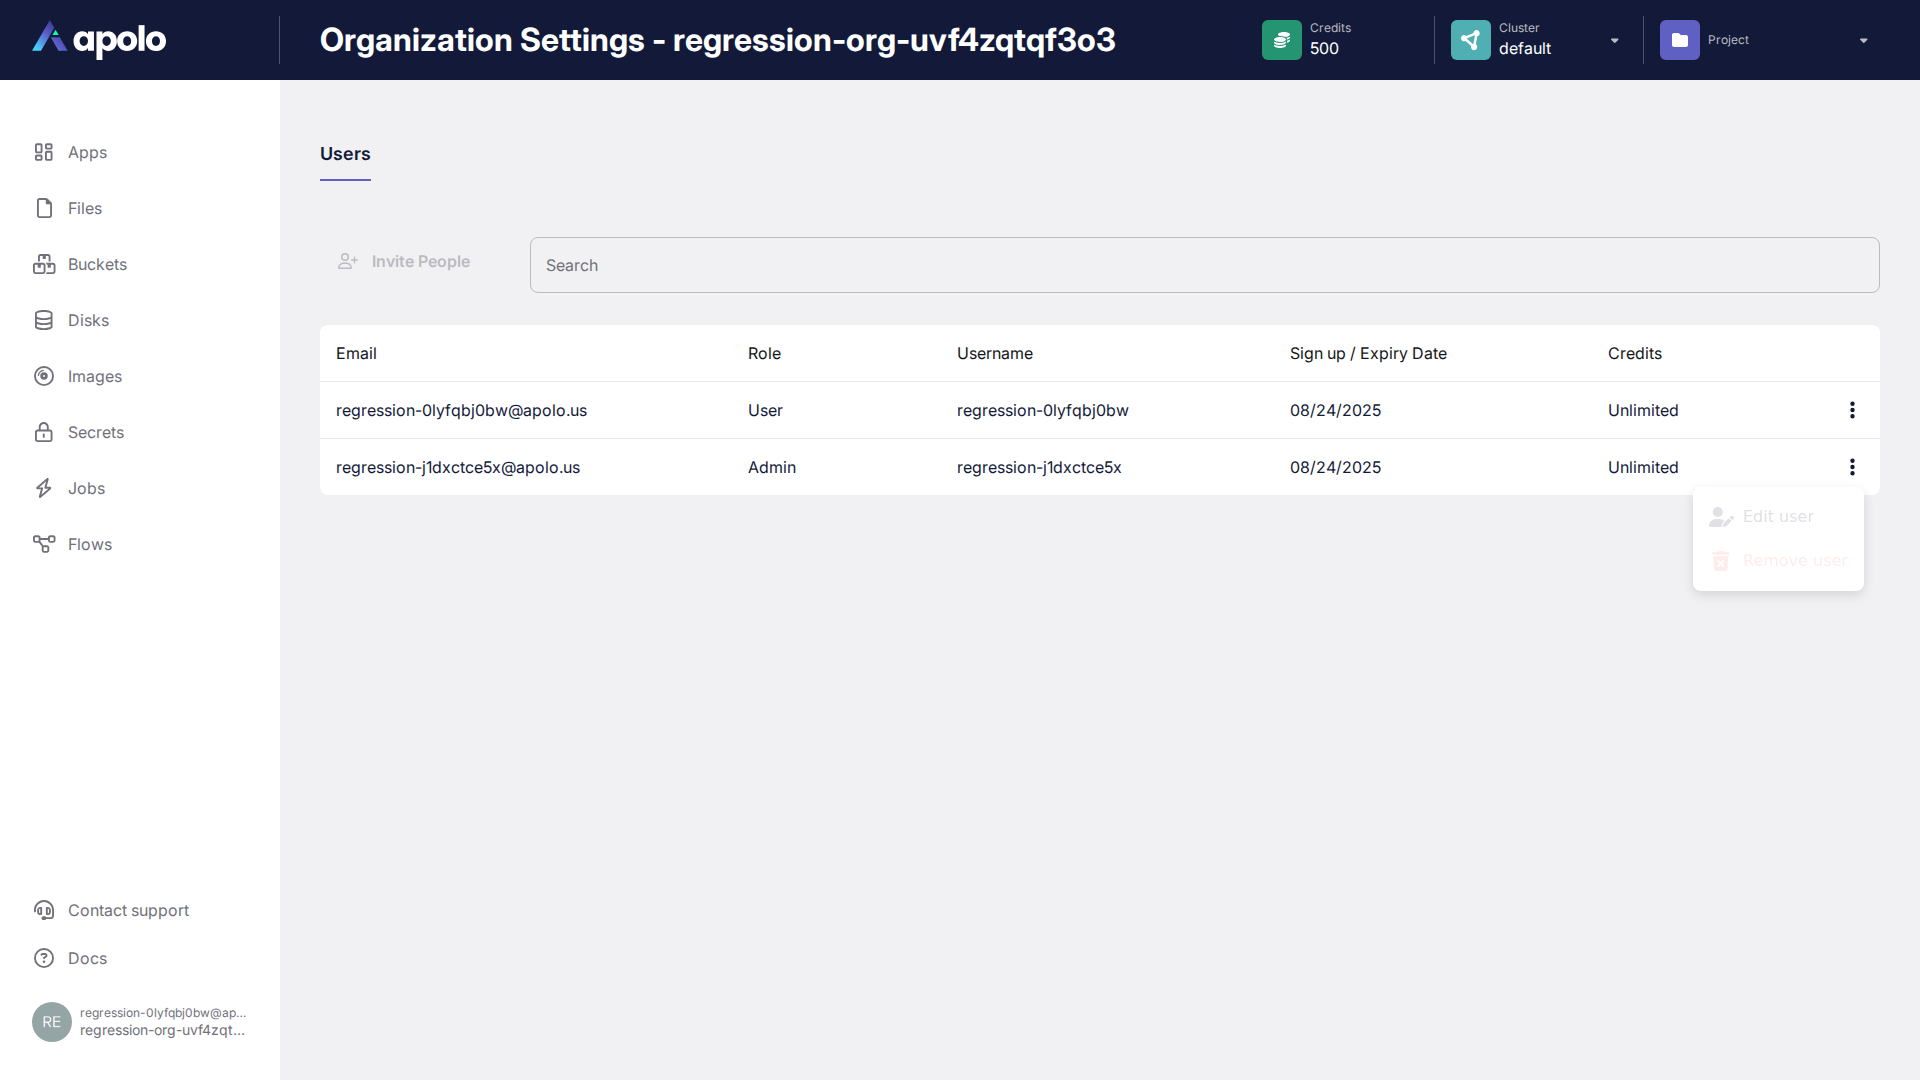 apolo
Organization Settings - regression-org-uvf4zqtqf3o3
Credits
500
Cluster
default
Project
Apps
Files
Buckets
Disks
Images
Secrets
Jobs
Flows
Contact support
Docs
RE
regression-0lyfqbj0bw@ap...
regression-org-uvf4zqt...
Users
Invite People
Search
Email Role Username Sign up / Expiry Date Credits
regression-0lyfqbj0bw@apolo.us User regression-0lyfqbj0bw 08/24/2025 Unlimited
regression-j1dxctce5x@apolo.us Admin regression-j1dxctce5x 08/24/2025 Unlimited
Edit user
Remove user